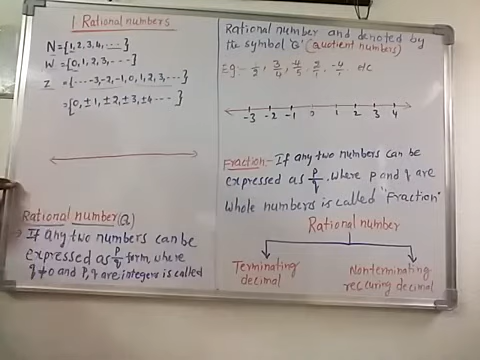 1 Rational numbers
N={1,2,3,4,...}
W={0,1,2,3,...}
Z={...-3,-2,-1,0,1,2,3,...}
={0,±1,±2,±3,±4...}
Rational number(Q)
If any two numbers can be
expressed as p/q form, where
q≠0 and P,q are integers is called
Rational number and denoted by
the symbol 'Q' (quotient numbers)
Eg:- 1/2, 3/4, 4/5, 2/1, -4/1 etc
-3 -2 -1 0 1 2 3 4
Fraction:- If any two numbers can be
expressed as P/q, where p and q are
whole numbers is called "Fraction"
Rational number
Terminating
decimal
Nonterminating
reccuring decimal